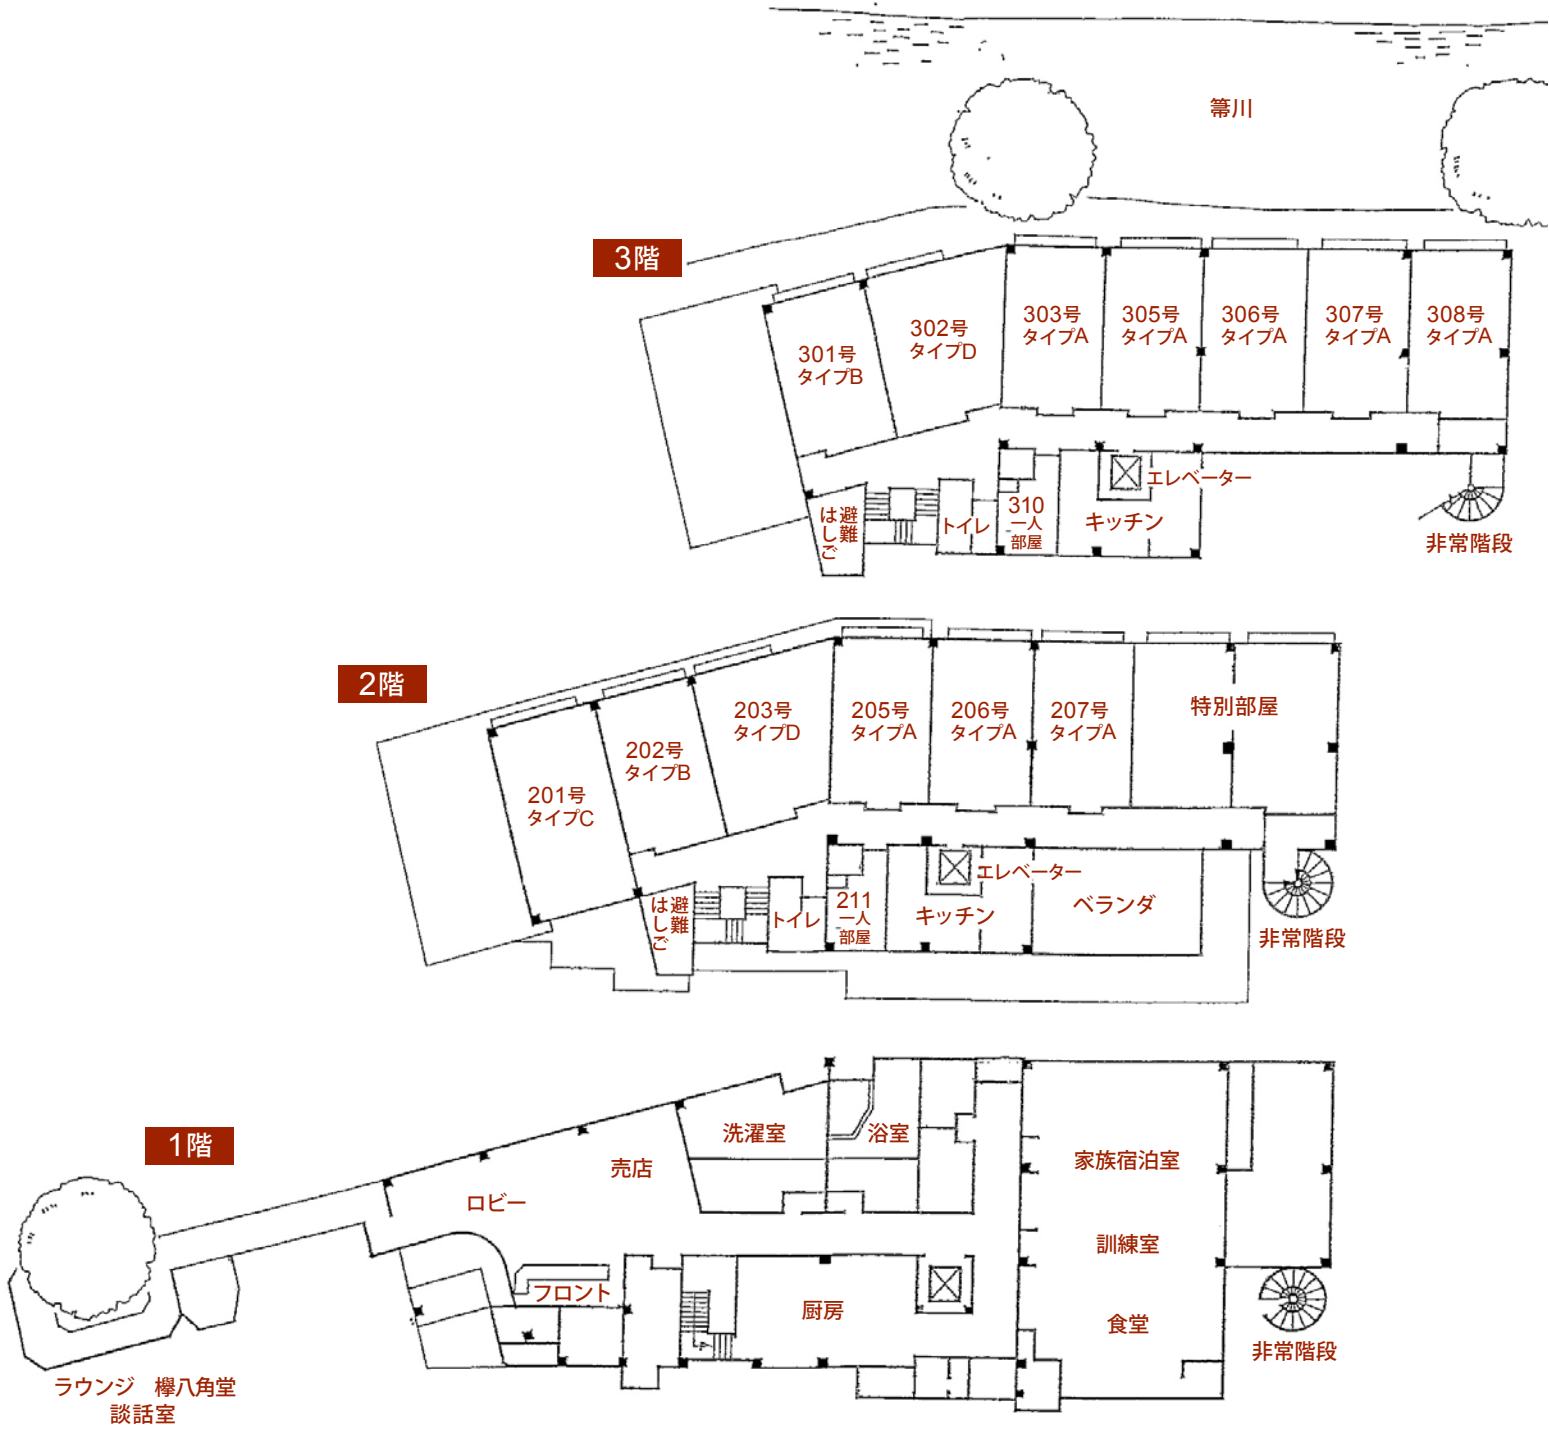 箒川
3階
301号
タイプB
302号
タイプD
303号
タイプA
305号
タイプA
306号
タイプA
307号
タイプA
308号
タイプA
避難
はしご
トイレ
310
一人
部屋
エレベーター
キッチン
非常階段
2階
201号
タイプC
202号
タイプB
203号
タイプD
205号
タイプA
206号
タイプA
207号
タイプA
特別部屋
避難
はしご
トイレ
211
一人
部屋
エレベーター
キッチン
ベランダ
非常階段
1階
洗濯室
浴室
売店
ロビー
家族宿泊室
訓練室
食堂
フロント
厨房
非常階段
ラウンジ 欅八角堂
談話室